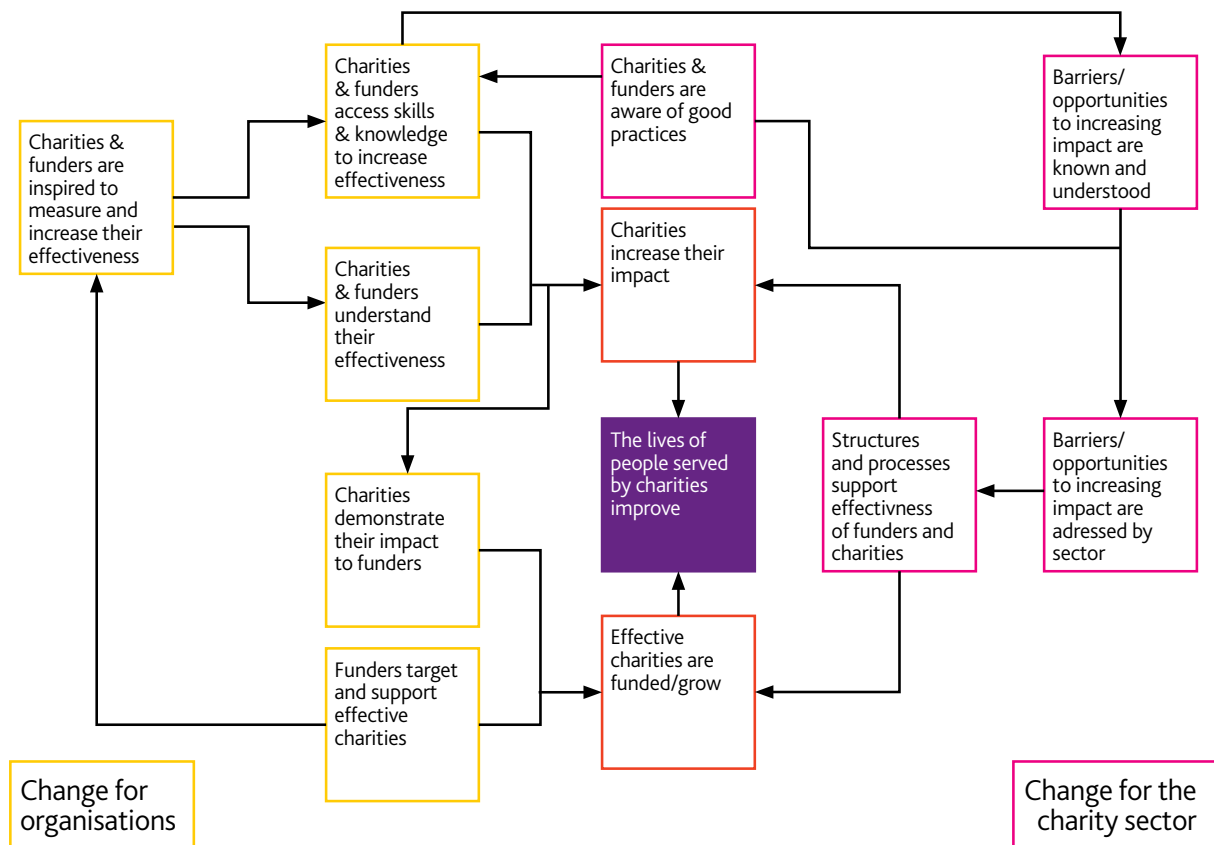 Charities &
funders are
inspired to
measure and
increase their
effectiveness
Charities
& funders
access skills
& knowledge
to increase
effectiveness
Charities &
funders are
aware of good
practices
Barriers/
opportunities
to increasing
impact are
known and
understood
Charities
& funders
understand
their
effectiveness
Charities
increase their
impact
Charities
demonstrate
their impact
to funders
The lives of
people served
by charities
improve
Structures
and processes
support
effectivness
of funders and
charities
Barriers/
opportunities
to increasing
impact are
adressed by
sector
Funders target
and support
effective
charities
Effective
charities are
funded/grow
Change for
organisations
Change for the
charity sector